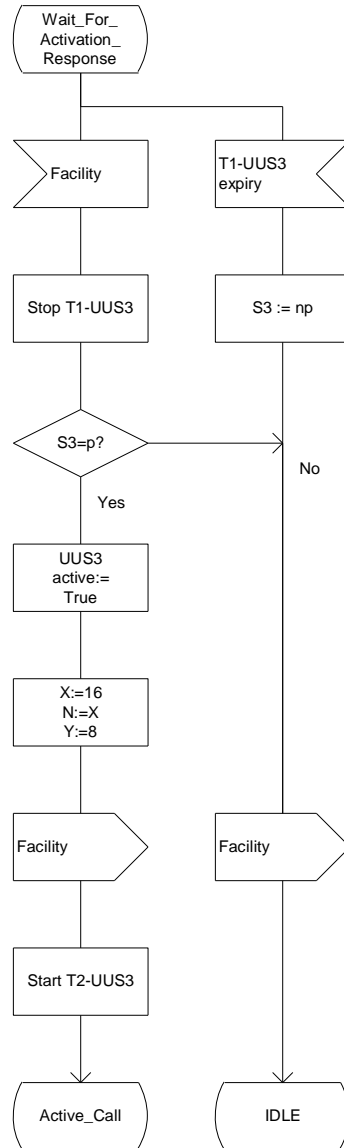 Wait_For_
Activation_
Response
Facility
T1-UUS3
expiry
Stop T1-UUS3
S3 := np
S3=p?
No
Yes
UUS3
active:=
True
X:=16
N:=X
Y:=8
Facility
Facility
Start T2-UUS3
Active_Call
IDLE